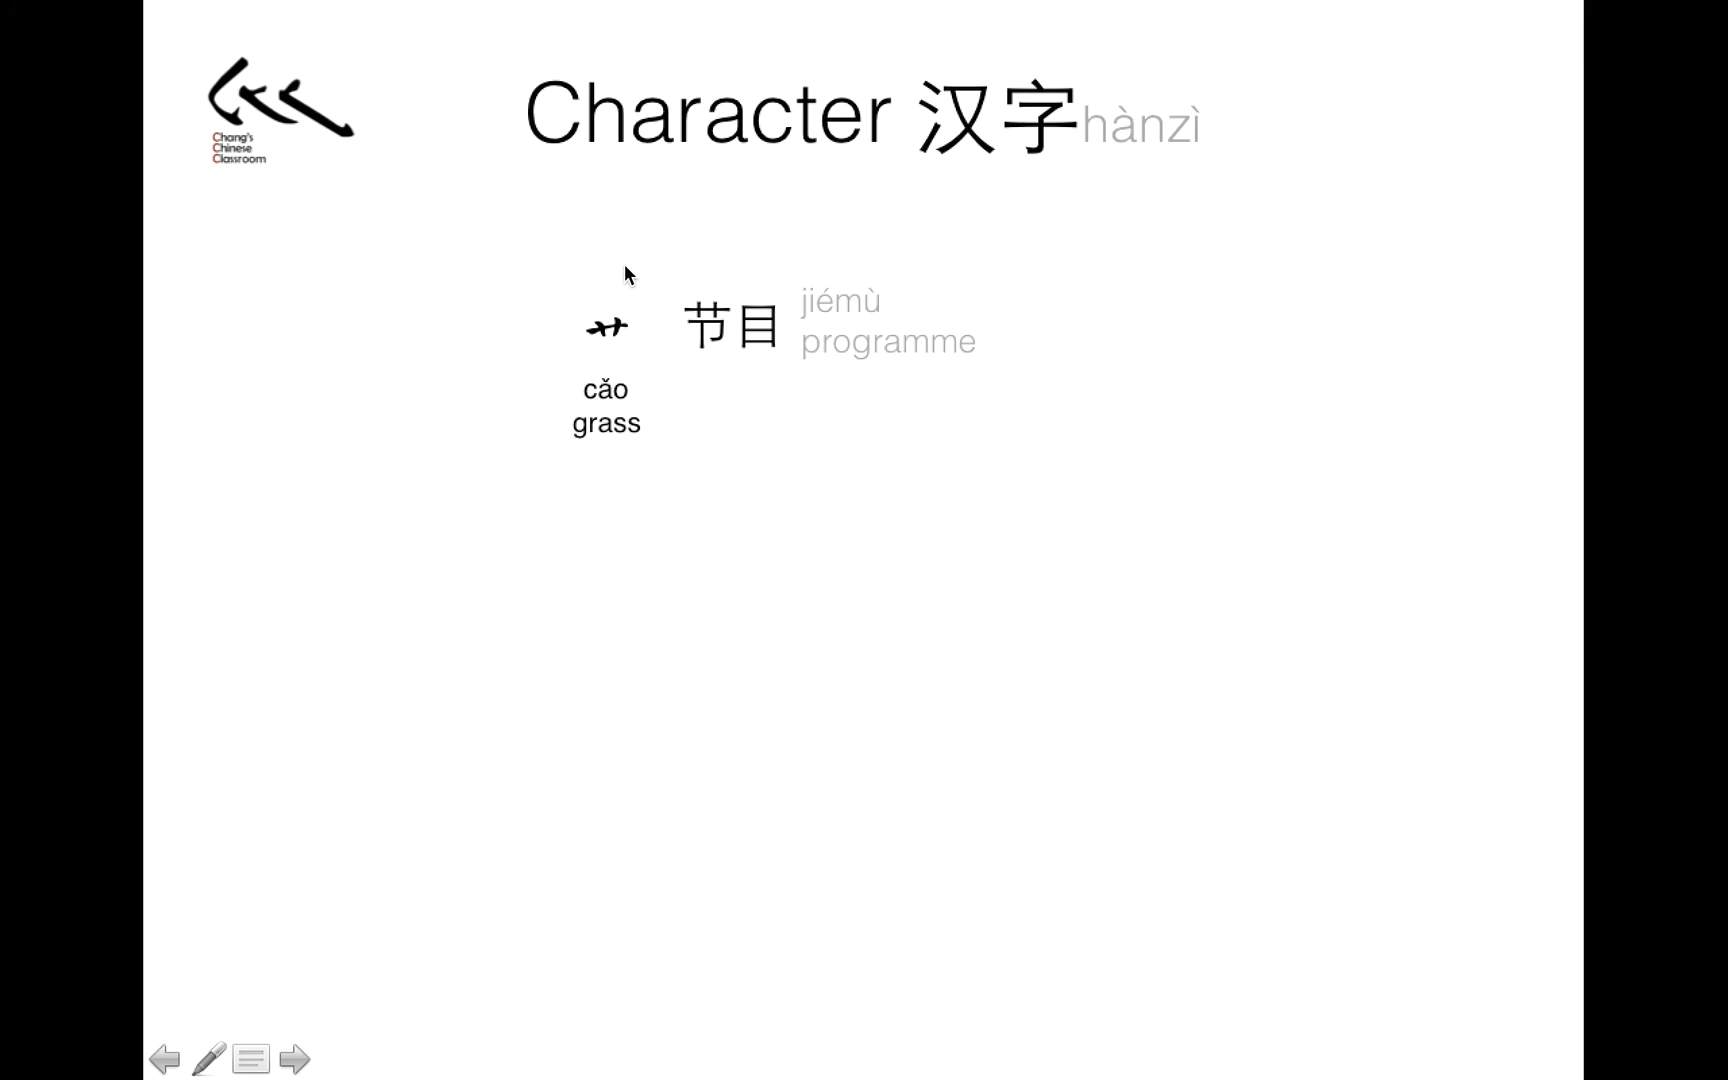 Chang's
Chinese
Classroom
Character 汉字hànzì
艹 节目 jiémù
programme
cǎo
grass